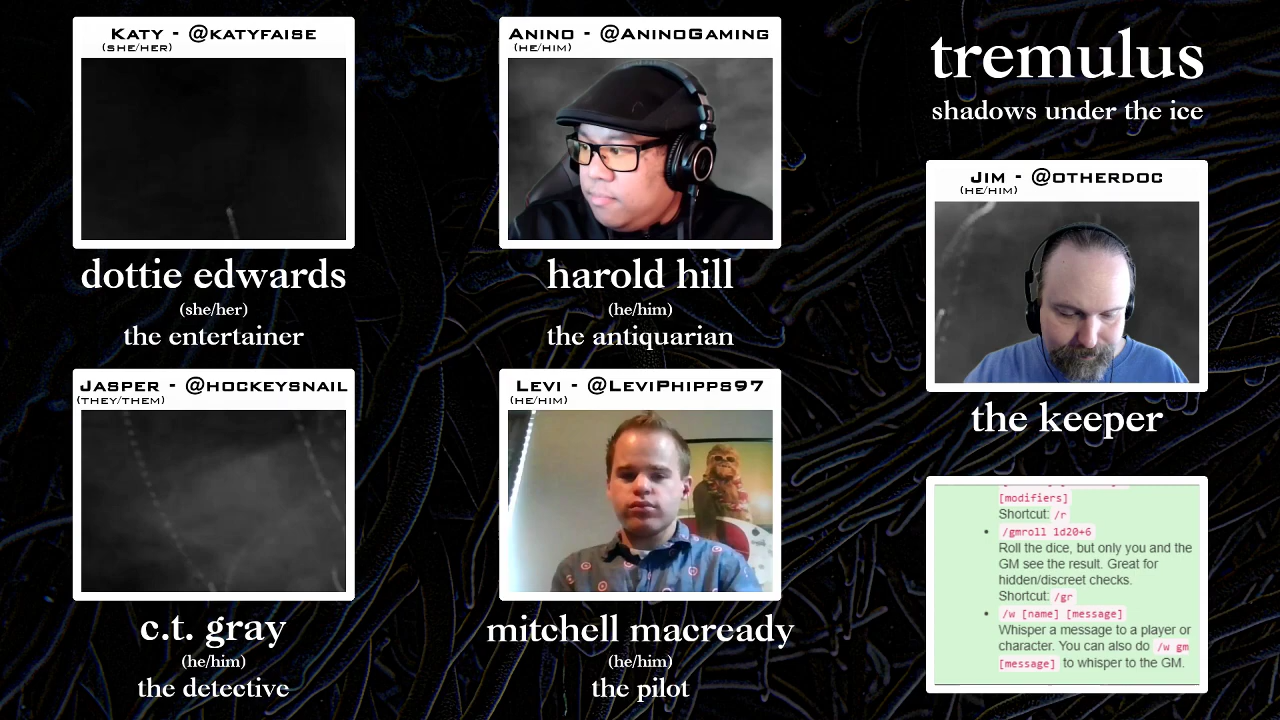 Katy - @katyfaise
(she/her)
dottie edwards
(she/her)
the entertainer
Anino - @AninoGaming
(he/him)
harold hill
(he/him)
the antiquarian
tremulus
shadows under the ice
Jim - @otherdoc
(he/him)
the keeper
Jasper - @hockeysnail
(they/them)
c.t. gray
(he/him)
the detective
Levi - @LeviPhipps97
(he/him)
mitchell macready
(he/him)
the pilot
[modifiers]
Shortcut: /r
• /gmroll 1d20+6
Roll the dice, but only you and the
GM see the result. Great for
hidden/discreet checks.
Shortcut: /gr
• /w [name] [message]
Whisper a message to a player or
character. You can also do /w gm
[message] to whisper to the GM.